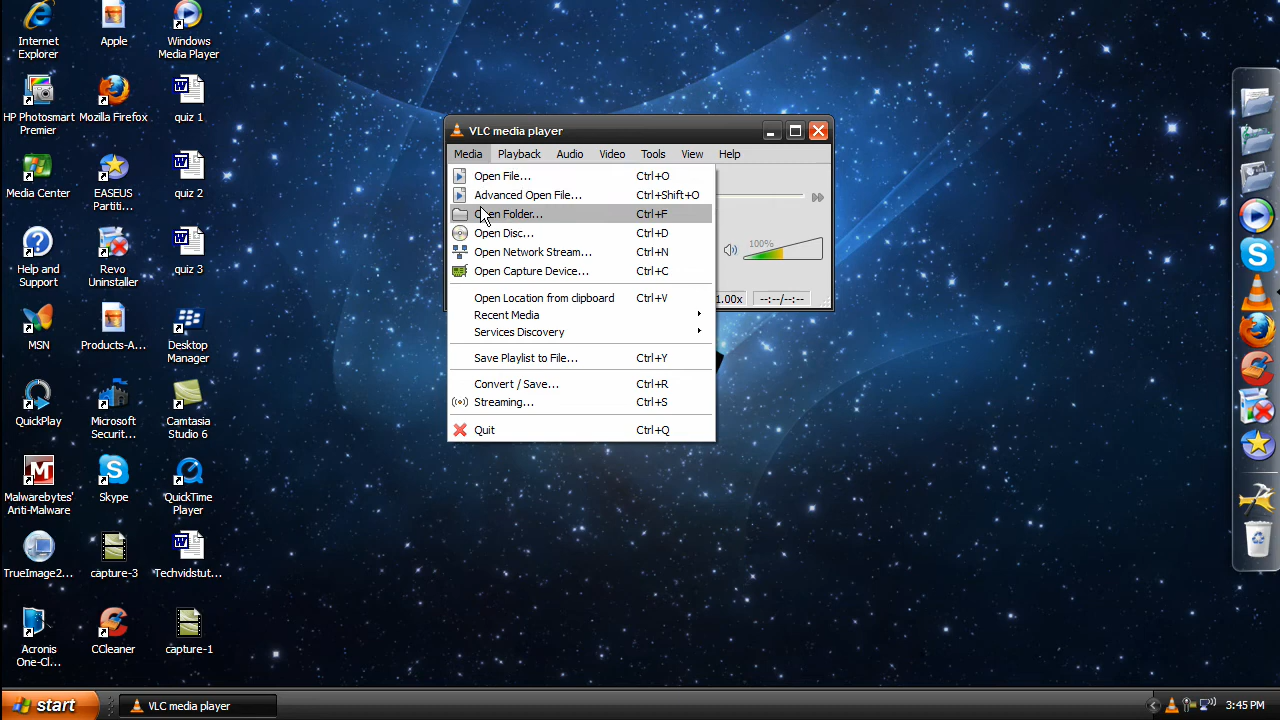 Internet
Explorer
Apple
Windows
Media Player
HP Photosmart
Premier
Mozilla Firefox
quiz 1
Media Center
EASEUS
Partiti...
quiz 2
Help and
Support
Revo
Uninstaller
quiz 3
MSN
Products-A...
Desktop
Manager
QuickPlay
Microsoft
Securit...
Camtasia
Studio 6
Malwarebytes'
Anti-Malware
Skype
QuickTime
Player
TrueImage2...
capture-3
Techvidstut...
Acronis
One-Cl...
CCleaner
capture-1
VLC media player
Media Playback Audio Video Tools View Help
Open File... Ctrl+O
Advanced Open File... Ctrl+Shift+O
Open Folder... Ctrl+F
Open Disc... Ctrl+D
Open Network Stream... Ctrl+N
Open Capture Device... Ctrl+C
Open Location from clipboard Ctrl+V
Recent Media
Services Discovery
Save Playlist to File... Ctrl+Y
Convert / Save... Ctrl+R
Streaming... Ctrl+S
Quit Ctrl+Q
100%
1.00x --:--/--:--
start
VLC media player
3:45 PM